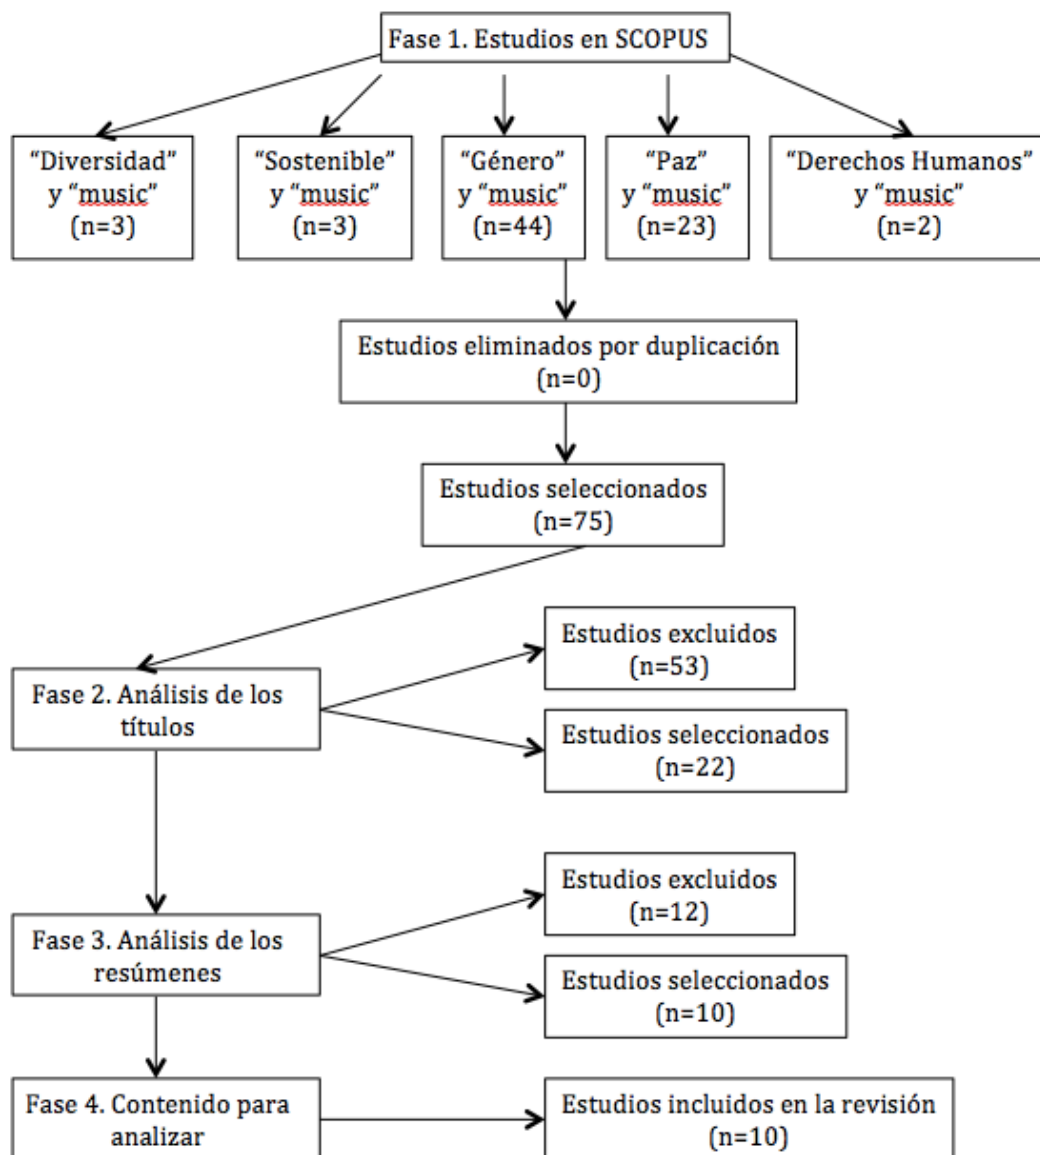 Fase 1. Estudios en SCOPUS
“Diversidad”
y “music”
(n=3)
“Sostenible”
y “music”
(n=3)
“Género”
y “music”
(n=44)
“Paz”
y “music”
(n=23)
“Derechos Humanos”
y “music”
(n=2)
Estudios eliminados por duplicación
(n=0)
Estudios seleccionados
(n=75)
Fase 2. Análisis de los
títulos
Estudios excluidos
(n=53)
Estudios seleccionados
(n=22)
Fase 3. Análisis de los
resúmenes
Estudios excluidos
(n=12)
Estudios seleccionados
(n=10)
Fase 4. Contenido para
analizar
Estudios incluidos en la revisión
(n=10)